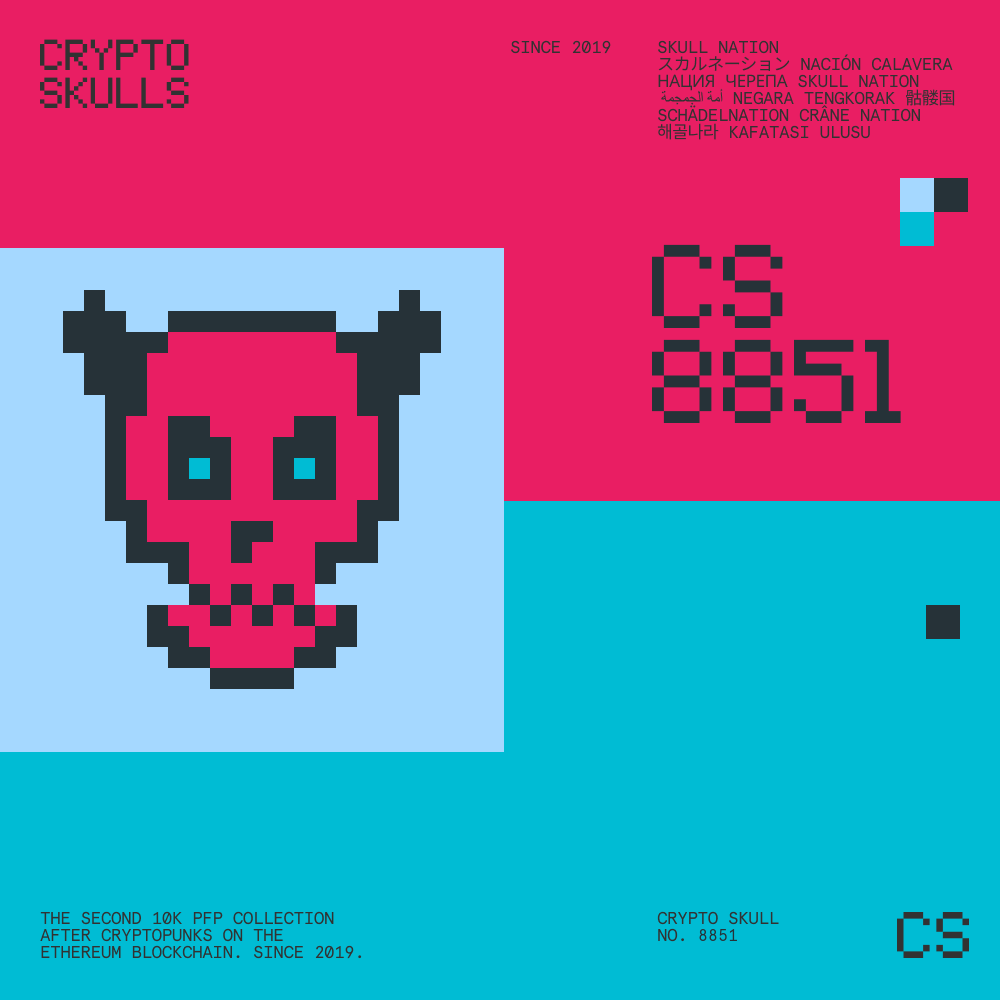 CRYPTO
SKULLS
SINCE 2019
SKULL NATION
スカルネーション NACIÓN CALAVERA
НАЦИЯ ЧЕРЕПА SKULL NATION
أمة الجمجمة NEGARA TENGKORAK 骷髅国
SCHÄDELNATION CRÂNE NATION
해골나라 KAFATASI ULUSU
CS
8851
THE SECOND 10K PFP COLLECTION
AFTER CRYPTOPUNKS ON THE
ETHEREUM BLOCKCHAIN. SINCE 2019.
CRYPTO SKULL
NO. 8851
CS